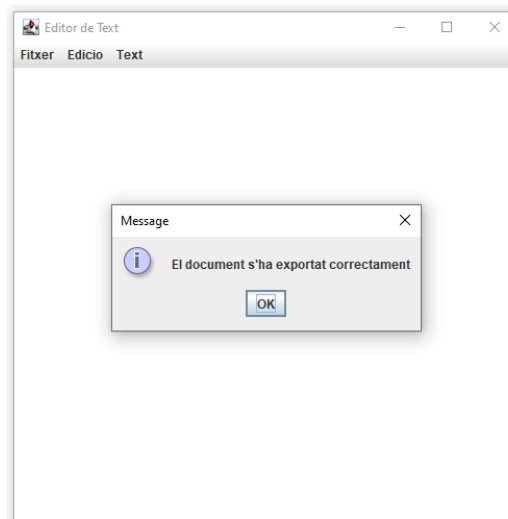 Editor de Text
Fitxer Edicio Text
Message
i
El document s'ha exportat correctament
OK